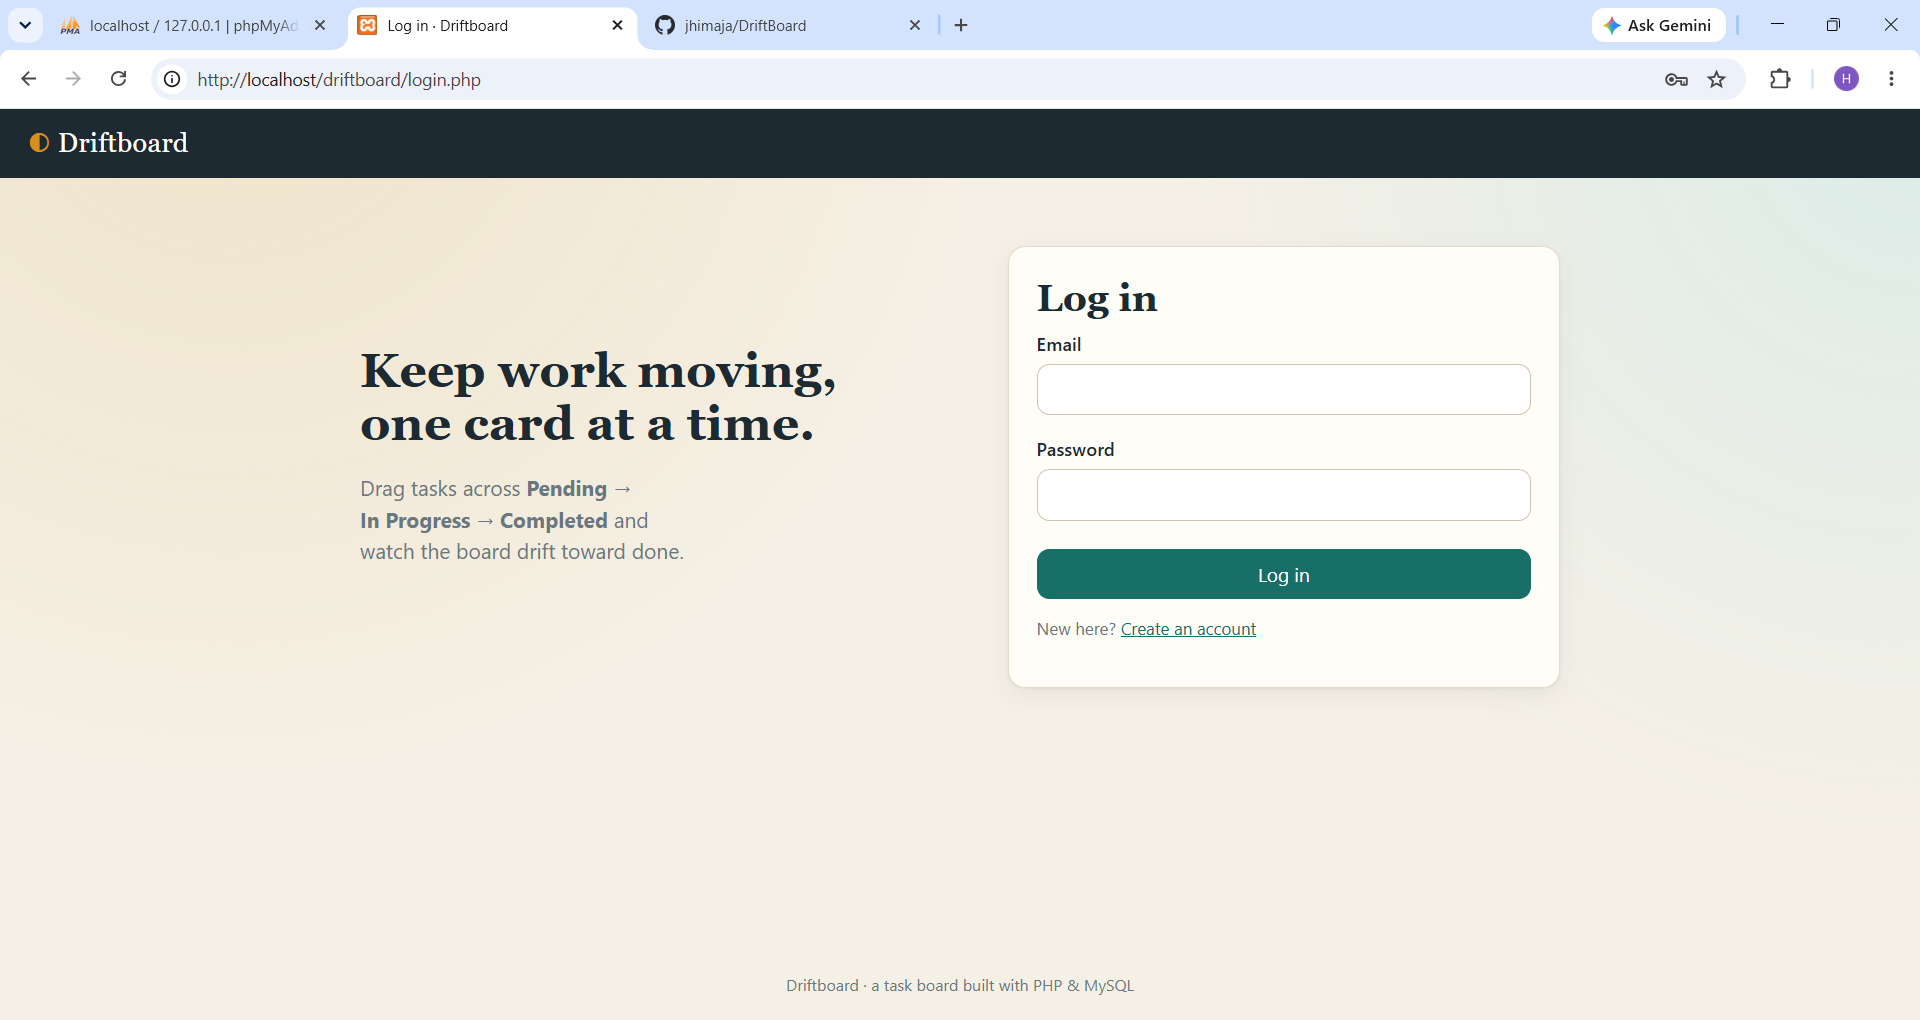 localhost / 127.0.0.1 | phpMyAd
Log in · Driftboard
jhimaja/DriftBoard
Ask Gemini
http://localhost/driftboard/login.php
H
Driftboard
Keep work moving,
one card at a time.
Drag tasks across Pending →
In Progress → Completed and
watch the board drift toward done.
Log in
Email
Password
Log in
New here? Create an account
Driftboard · a task board built with PHP & MySQL